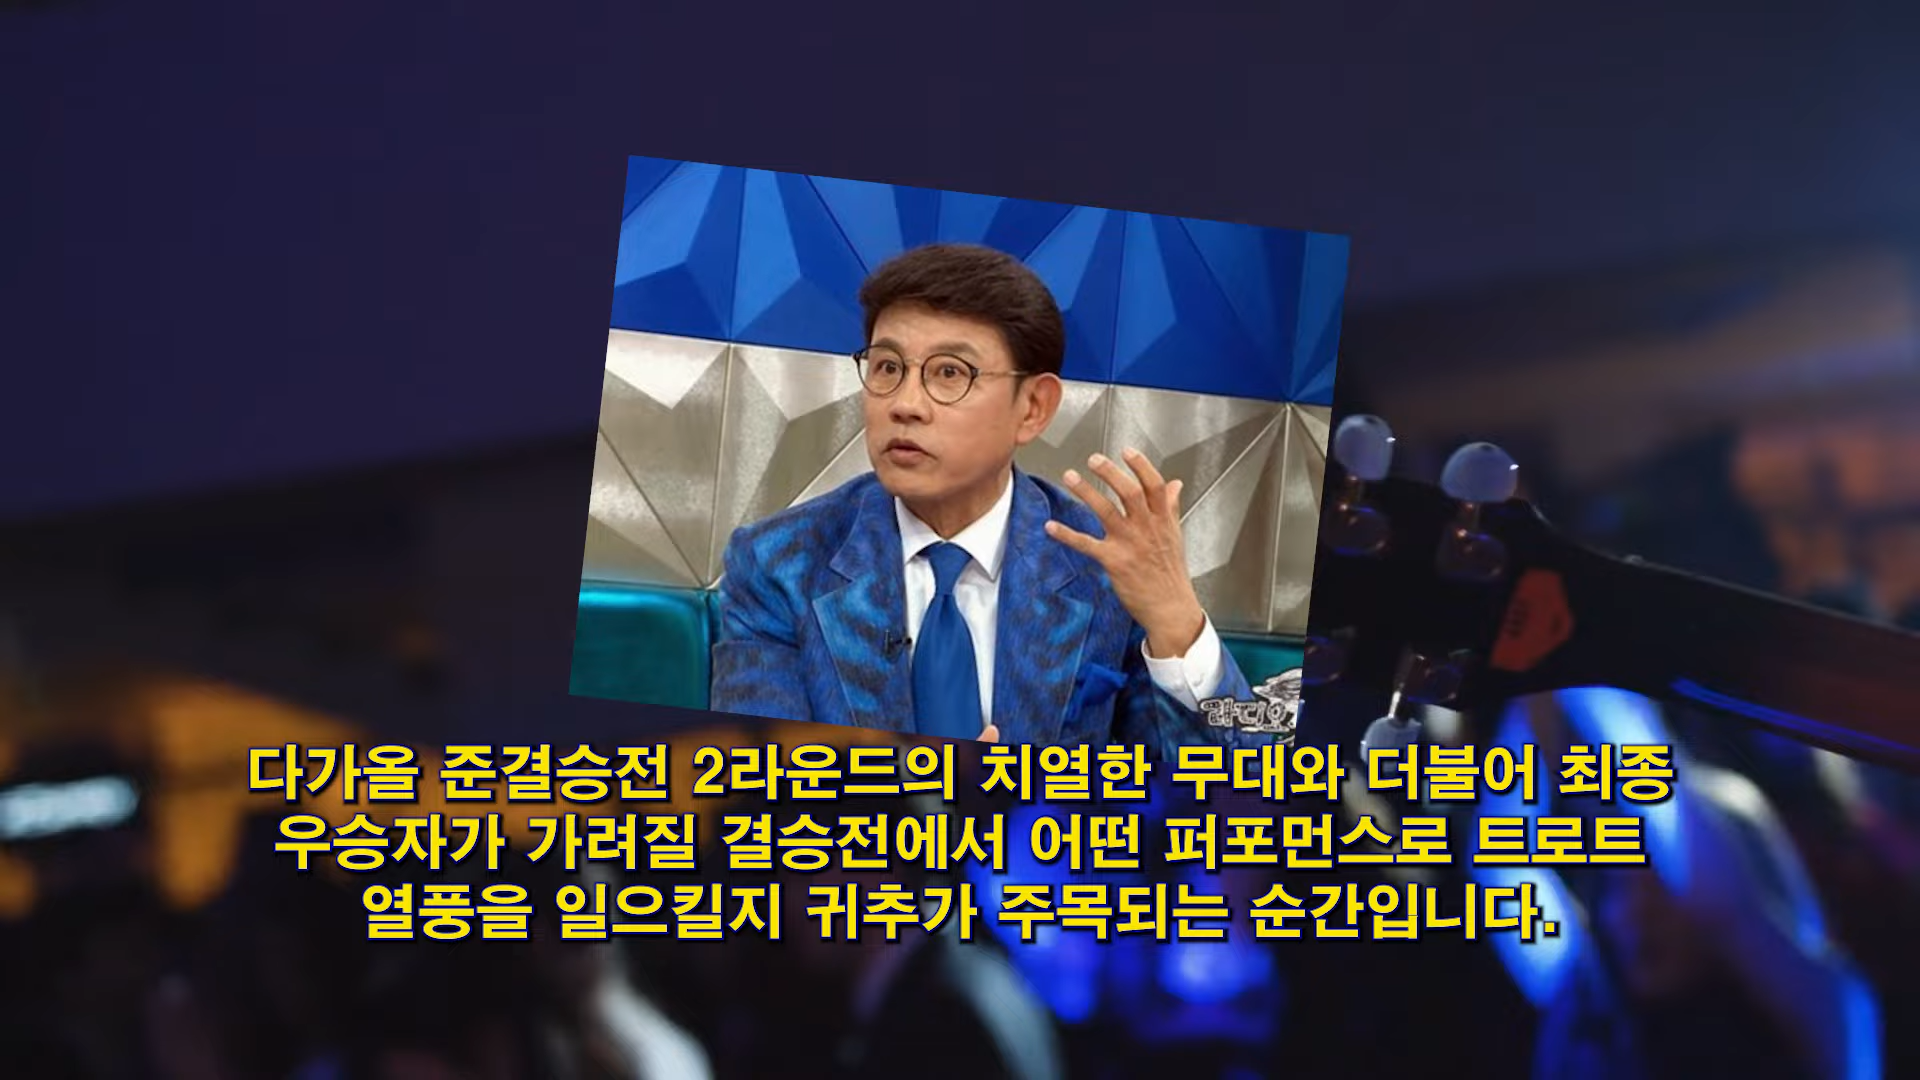 라디오
다가올 준결승전 2라운드의 치열한 무대와 더불어 최종
우승자가 가려질 결승전에서 어떤 퍼포먼스로 트로트
열풍을 일으킬지 귀추가 주목되는 순간입니다.